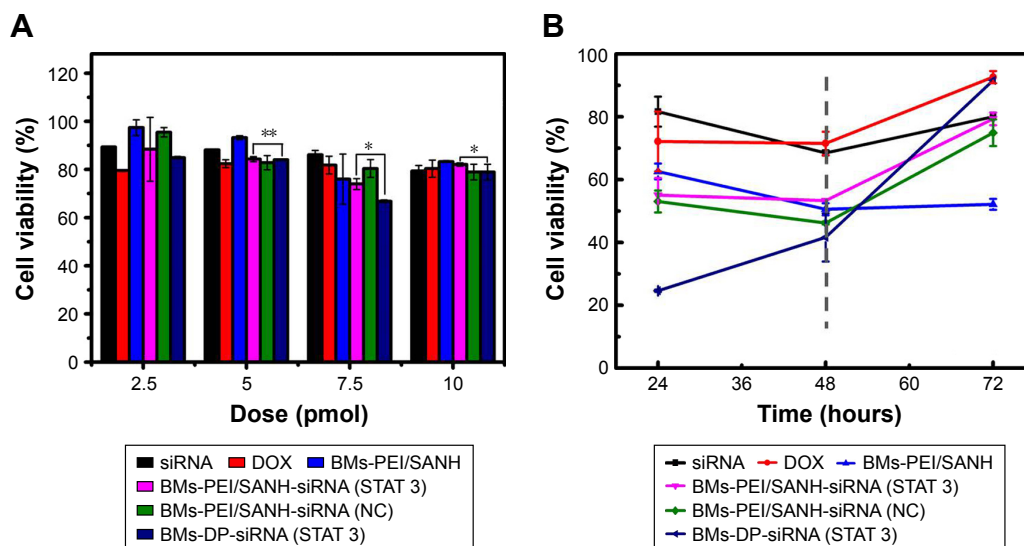 A
Cell viability (%)
120
100
80
60
40
20
0
** * *
2.5 5 7.5 10
Dose (pmol)
siRNA DOX BMs-PEI/SANH
BMs-PEI/SANH-siRNA (STAT 3)
BMs-PEI/SANH-siRNA (NC)
BMs-DP-siRNA (STAT 3)
B
Cell viability (%)
100
80
60
40
20
0
24 36 48 60 72
Time (hours)
siRNA DOX BMs-PEI/SANH
BMs-PEI/SANH-siRNA (STAT 3)
BMs-PEI/SANH-siRNA (NC)
BMs-DP-siRNA (STAT 3)